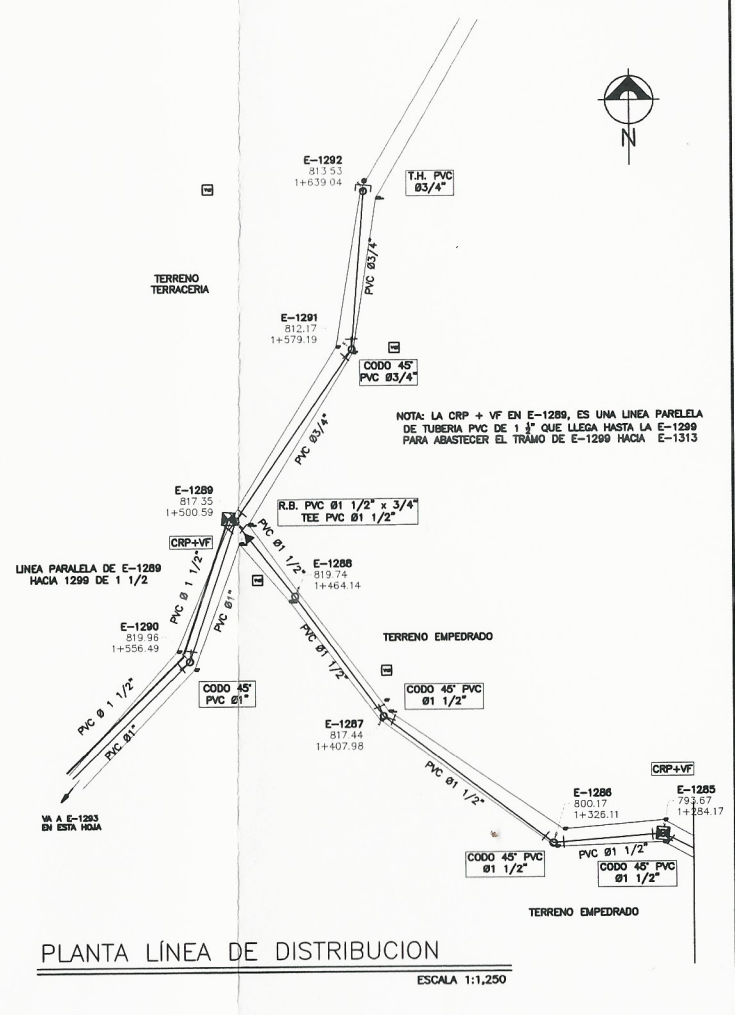 N
E-1292
813.53
1+639.04
T.H. PVC
Ø3/4"
PVC Ø3/4"
TERRENO
TERRACERIA
E-1291
812.17
1+579.19
CODO 45°
PVC Ø3/4"
PVC Ø3/4"
NOTA: LA CRP + VF EN E-1289, ES UNA LINEA PARELELA
DE TUBERIA PVC DE 1 ½" QUE LLEGA HASTA LA E-1299
PARA ABASTECER EL TRAMO DE E-1299 HACIA E-1313
E-1289
817.35
1+500.59
R.B. PVC Ø1 1/2" x 3/4"
TEE PVC Ø1 1/2"
CRP+VF
PVC Ø1 1/2"
E-1288
819.74
1+464.14
LINEA PARALELA DE E-1289
HACIA 1299 DE 1 1/2
PVC Ø 1 1/2"
PVC Ø1"
E-1290
819.96
1+556.49
TERRENO EMPEDRADO
PVC Ø1 1/2"
CODO 45°
PVC Ø1"
CODO 45° PVC
Ø1 1/2"
PVC Ø 1 1/2"
PVC Ø1"
E-1287
817.44
1+407.98
PVC Ø1 1/2"
CRP+VF
E-1286
800.17
1+326.11
E-1285
793.67
1+284.17
VA A E-1293
EN ESTA HOJA
PVC Ø1 1/2"
CODO 45° PVC
Ø1 1/2"
CODO 45° PVC
Ø1 1/2"
TERRENO EMPEDRADO
PLANTA LÍNEA DE DISTRIBUCION
ESCALA 1:1,250